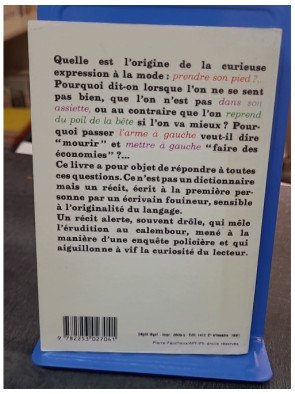 Quelle est l'origine de la curieuse
expression à la mode : prendre son pied ?...
Pourquoi dit-on lorsque l'on ne se sent
pas bien, que l'on n'est pas dans son
assiette, ou au contraire que l'on reprend
du poil de la bête si l'on va mieux ? Pour-
quoi passer l'arme à gauche veut-il dire
"mourir" et mettre à gauche "faire des
économies" ?...
Ce livre a pour objet de répondre à toutes
ces questions. Ce n'est pas un dictionnaire
mais un récit, écrit à la première per-
sonne par un écrivain fouineur, sensible
à l'originalité du langage.
Un récit alerte, souvent drôle, qui mêle
l'érudition au calembour, mené à la
manière d'une enquête policière et qui
aiguillonne à vif la curiosité du lecteur.
9 782253 027041